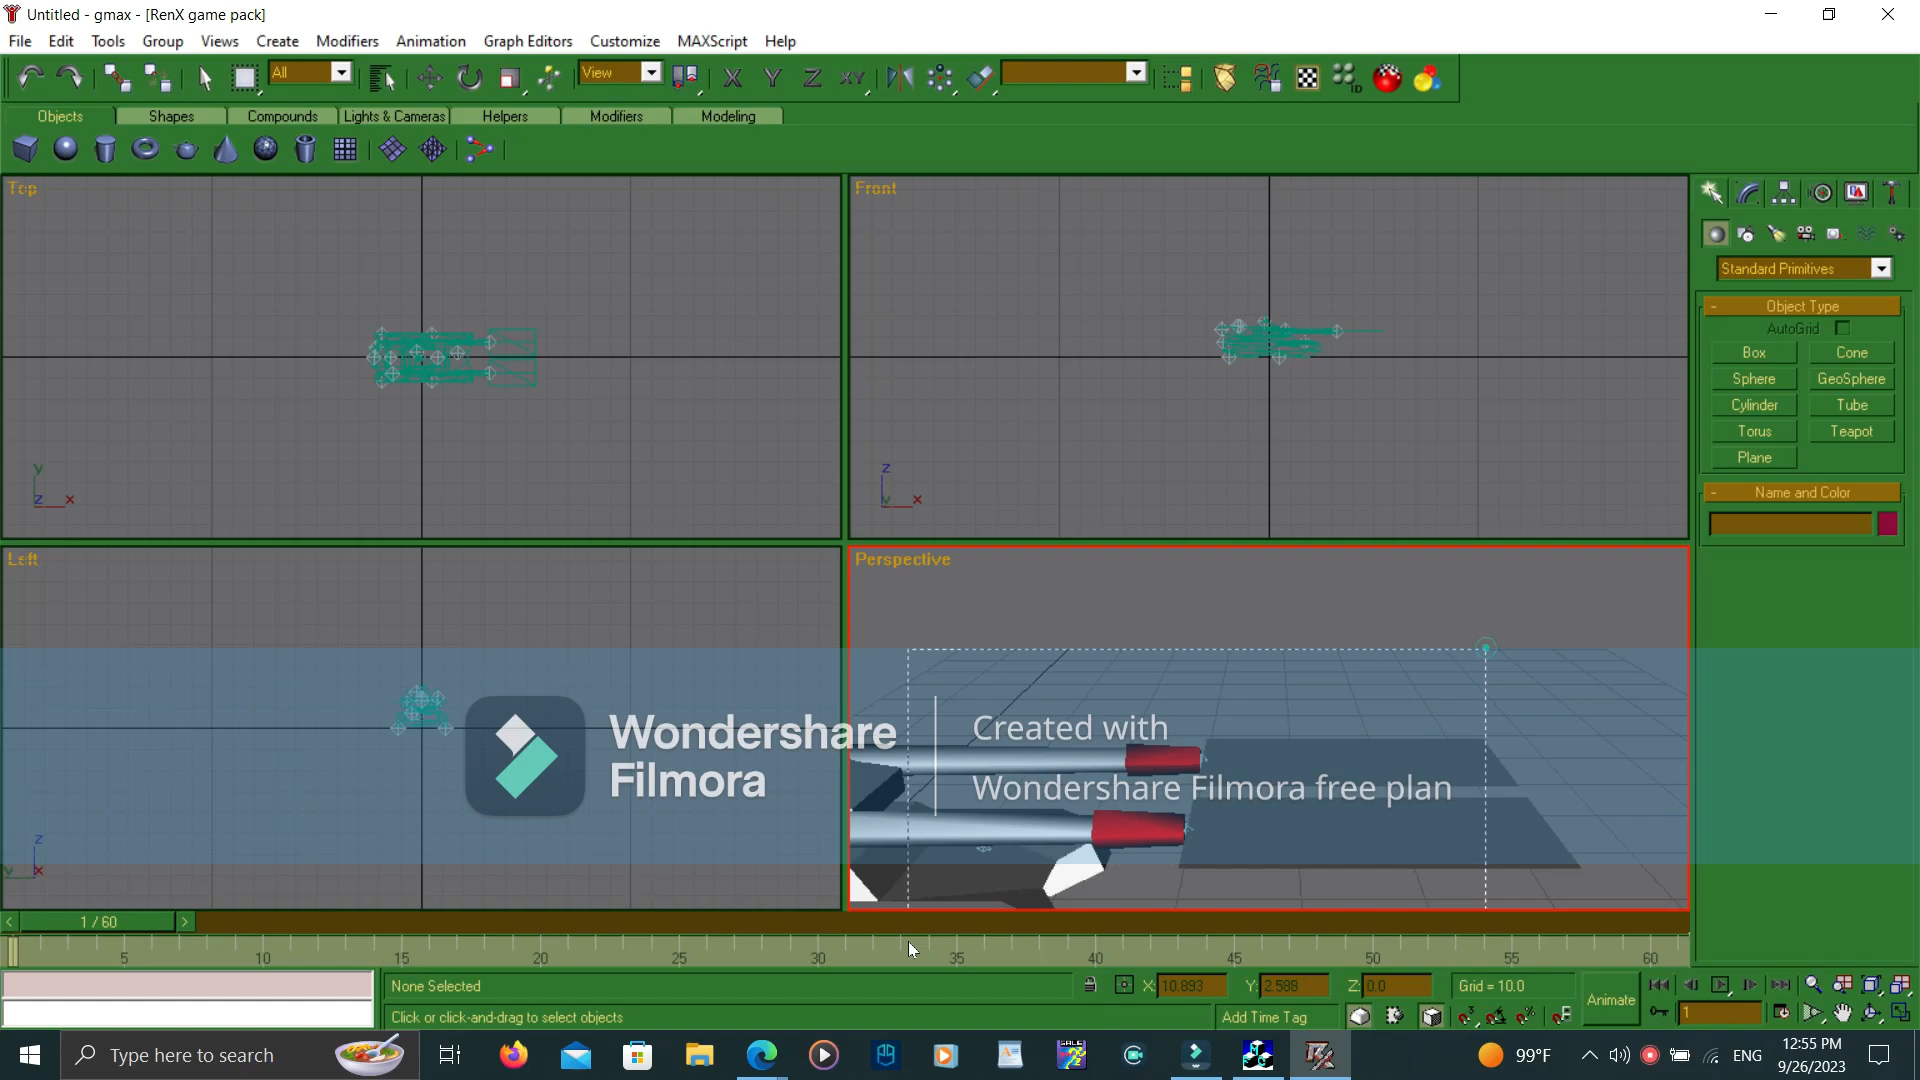 Untitled - gmax - [RenX game pack]
File Edit Tools Group Views Create Modifiers Animation Graph Editors Customize MAXScript Help
All View X Y Z XY
Objects Shapes Compounds Lights & Cameras Helpers Modifiers Modeling
Top
Front
Standard Primitives
- Object Type
AutoGrid
Box Cone
Sphere GeoSphere
Cylinder Tube
Torus Teapot
Plane
- Name and Color
y
z x
z
y x
Left
Perspective
Wondershare
Filmora
Created with
Wondershare Filmora free plan
z
y x
< 1 / 60 >
5 10 15 20 25 30 35 40 45 50 55 60
None Selected X: 10.893 Y: 2.588 Z: 0.0 Grid = 10.0
Click or click-and-drag to select objects Add Time Tag Animate 1
Type here to search
99°F ENG 12:55 PM
9/26/2023